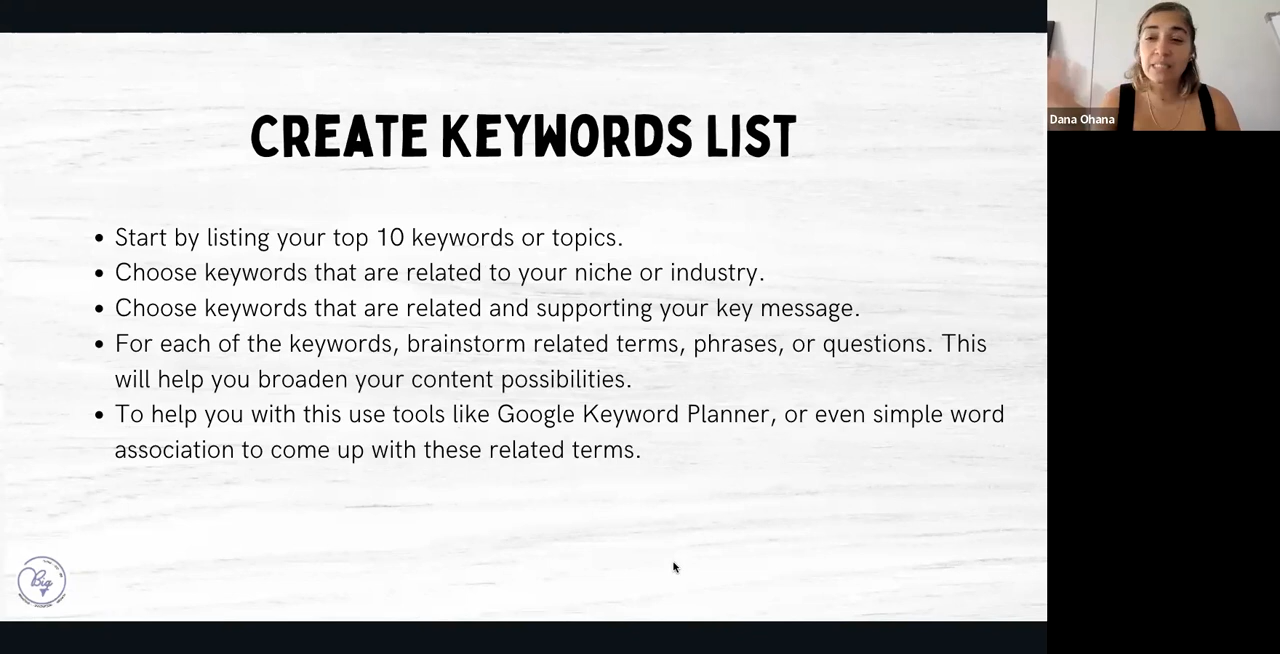 CREATE KEYWORDS LIST
• Start by listing your top 10 keywords or topics.
• Choose keywords that are related to your niche or industry.
• Choose keywords that are related and supporting your key message.
• For each of the keywords, brainstorm related terms, phrases, or questions. This
will help you broaden your content possibilities.
• To help you with this use tools like Google Keyword Planner, or even simple word
association to come up with these related terms.
Dana Ohana
Big